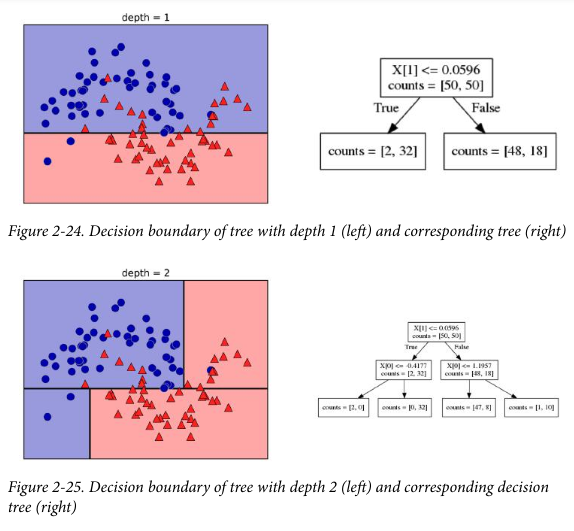 depth = 1
X[1] <= 0.0596
counts = [50, 50]
True
False
counts = [2, 32]
counts = [48, 18]
Figure 2-24. Decision boundary of tree with depth 1 (left) and corresponding tree (right)
depth = 2
X[1] <= 0.0596
counts = [50, 50]
True
False
X[0] <= -0.4177
counts = [2, 32]
X[0] <= 1.1957
counts = [48, 18]
counts = [2, 0]
counts = [0, 32]
counts = [47, 8]
counts = [1, 10]
Figure 2-25. Decision boundary of tree with depth 2 (left) and corresponding decision
tree (right)